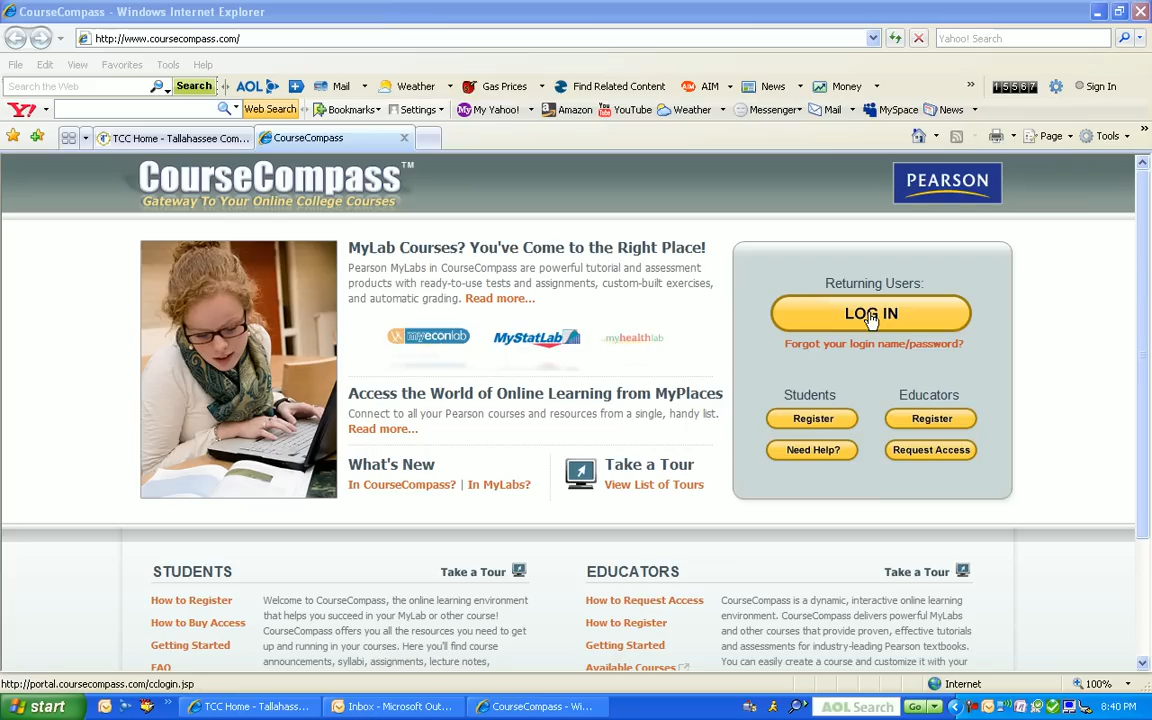 CourseCompass - Windows Internet Explorer
http://www.coursecompass.com/
Yahoo! Search
File Edit View Favorites Tools Help
Search the Web Search AOL Mail Weather Gas Prices Find Related Content AIM News Money » 15567 Sign In
Y! Web Search Bookmarks Settings My Yahoo! Amazon YouTube Weather Messenger Mail MySpace News »
TCC Home - Tallahassee Com... CourseCompass Page Tools »
CourseCompass™
Gateway To Your Online College Courses
PEARSON
MyLab Courses? You've Come to the Right Place!
Pearson MyLabs in CourseCompass are powerful tutorial and assessment
products with ready-to-use tests and assignments, custom-built exercises,
and automatic grading. Read more...
myeconlab MyStatLab myhealthlab
Access the World of Online Learning from MyPlaces
Connect to all your Pearson courses and resources from a single, handy list.
Read more...
What's New
In CourseCompass? | In MyLabs?
Take a Tour
View List of Tours
Returning Users:
LOG IN
Forgot your login name/password?
Students Educators
Register Register
Need Help? Request Access
STUDENTS Take a Tour
How to Register
How to Buy Access
Getting Started
FAQ
Welcome to CourseCompass, the online learning environment
that helps you succeed in your MyLab or other course!
CourseCompass offers you all the resources you need to get
up and running in your courses. Here you'll find course
announcements, syllabi, assignments, lecture notes,
EDUCATORS Take a Tour
How to Request Access
How to Register
Getting Started
Available Courses
CourseCompass is a dynamic, interactive online learning
environment. CourseCompass delivers powerful MyLabs
and other courses that provide proven, effective tutorials
and assessments for industry-leading Pearson textbooks.
You can easily create a course and customize it with your
http://portal.coursecompass.com/cclogin.jsp Internet 100%
start » TCC Home - Tallahass... Inbox - Microsoft Out... CourseCompass - Wi... » AOL Search Go 8:40 PM